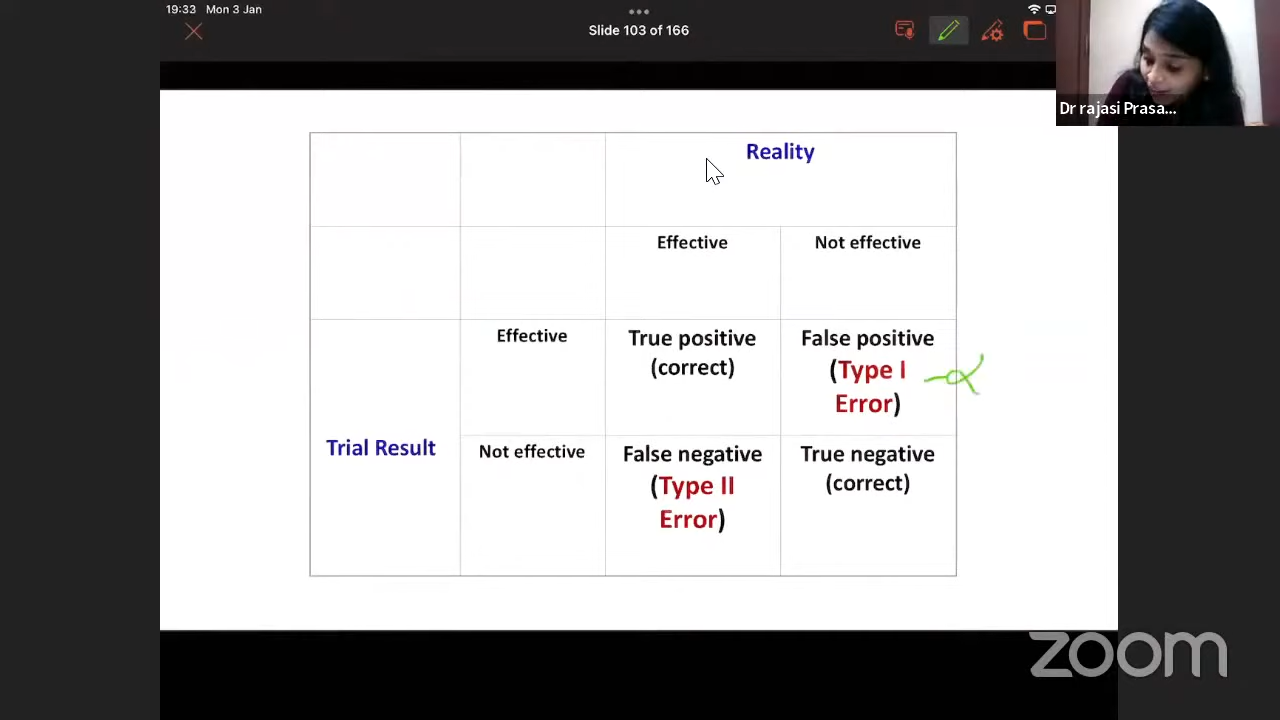 19:33 Mon 3 Jan
Slide 103 of 166
Dr rajasi Prasa...
Reality
Effective Not effective
Effective
True positive
(correct)
False positive
(Type I
Error)
α
Trial Result
Not effective
False negative
(Type II
Error)
True negative
(correct)
zoom